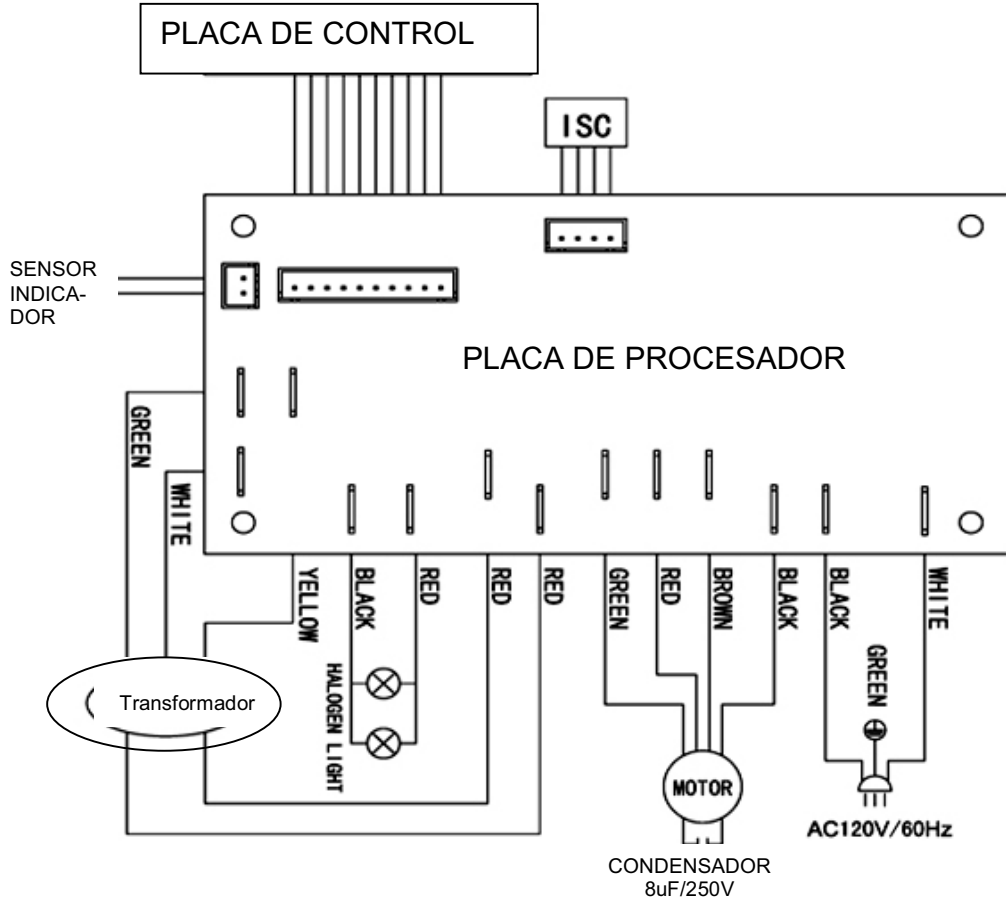 PLACA DE CONTROL
ISC
SENSOR
INDICA-
DOR
PLACA DE PROCESADOR
GREEN
WHITE
YELLOW
BLACK
RED
RED
RED
GREEN
RED
BROWN
BLACK
BLACK
WHITE
GREEN
Transformador
HALOGEN LIGHT
MOTOR
AC120V/60Hz
CONDENSADOR
8uF/250V